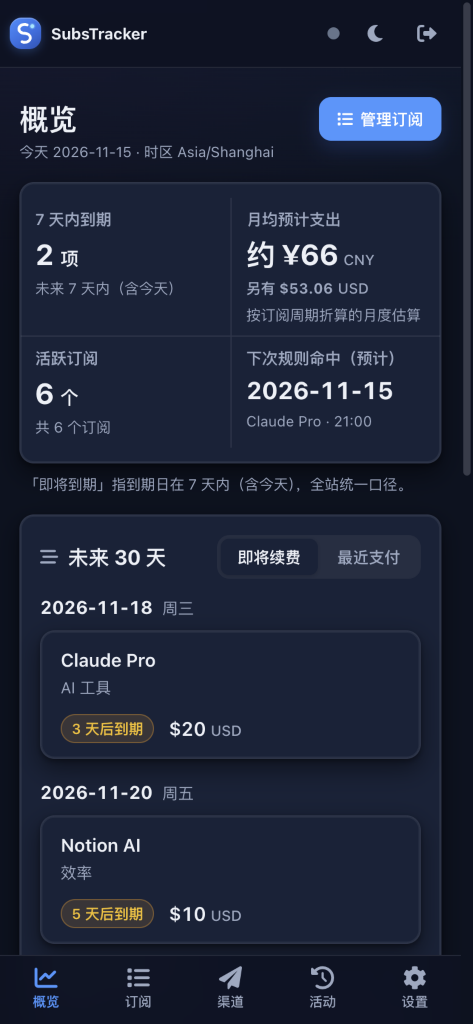 SubsTracker
概览
管理订阅
今天 2026-11-15 · 时区 Asia/Shanghai
7 天内到期
2 项
未来 7 天内（含今天）
月均预计支出
约 ¥66 CNY
另有 $53.06 USD
按订阅周期折算的月度估算
活跃订阅
6 个
共 6 个订阅
下次规则命中（预计）
2026-11-15
Claude Pro · 21:00
「即将到期」指到期日在 7 天内（含今天），全站统一口径。
未来 30 天
即将续费
最近支付
2026-11-18 周三
Claude Pro
AI 工具
3 天后到期 $20 USD
2026-11-20 周五
Notion AI
效率
5 天后到期 $10 USD
概览
订阅
渠道
活动
设置